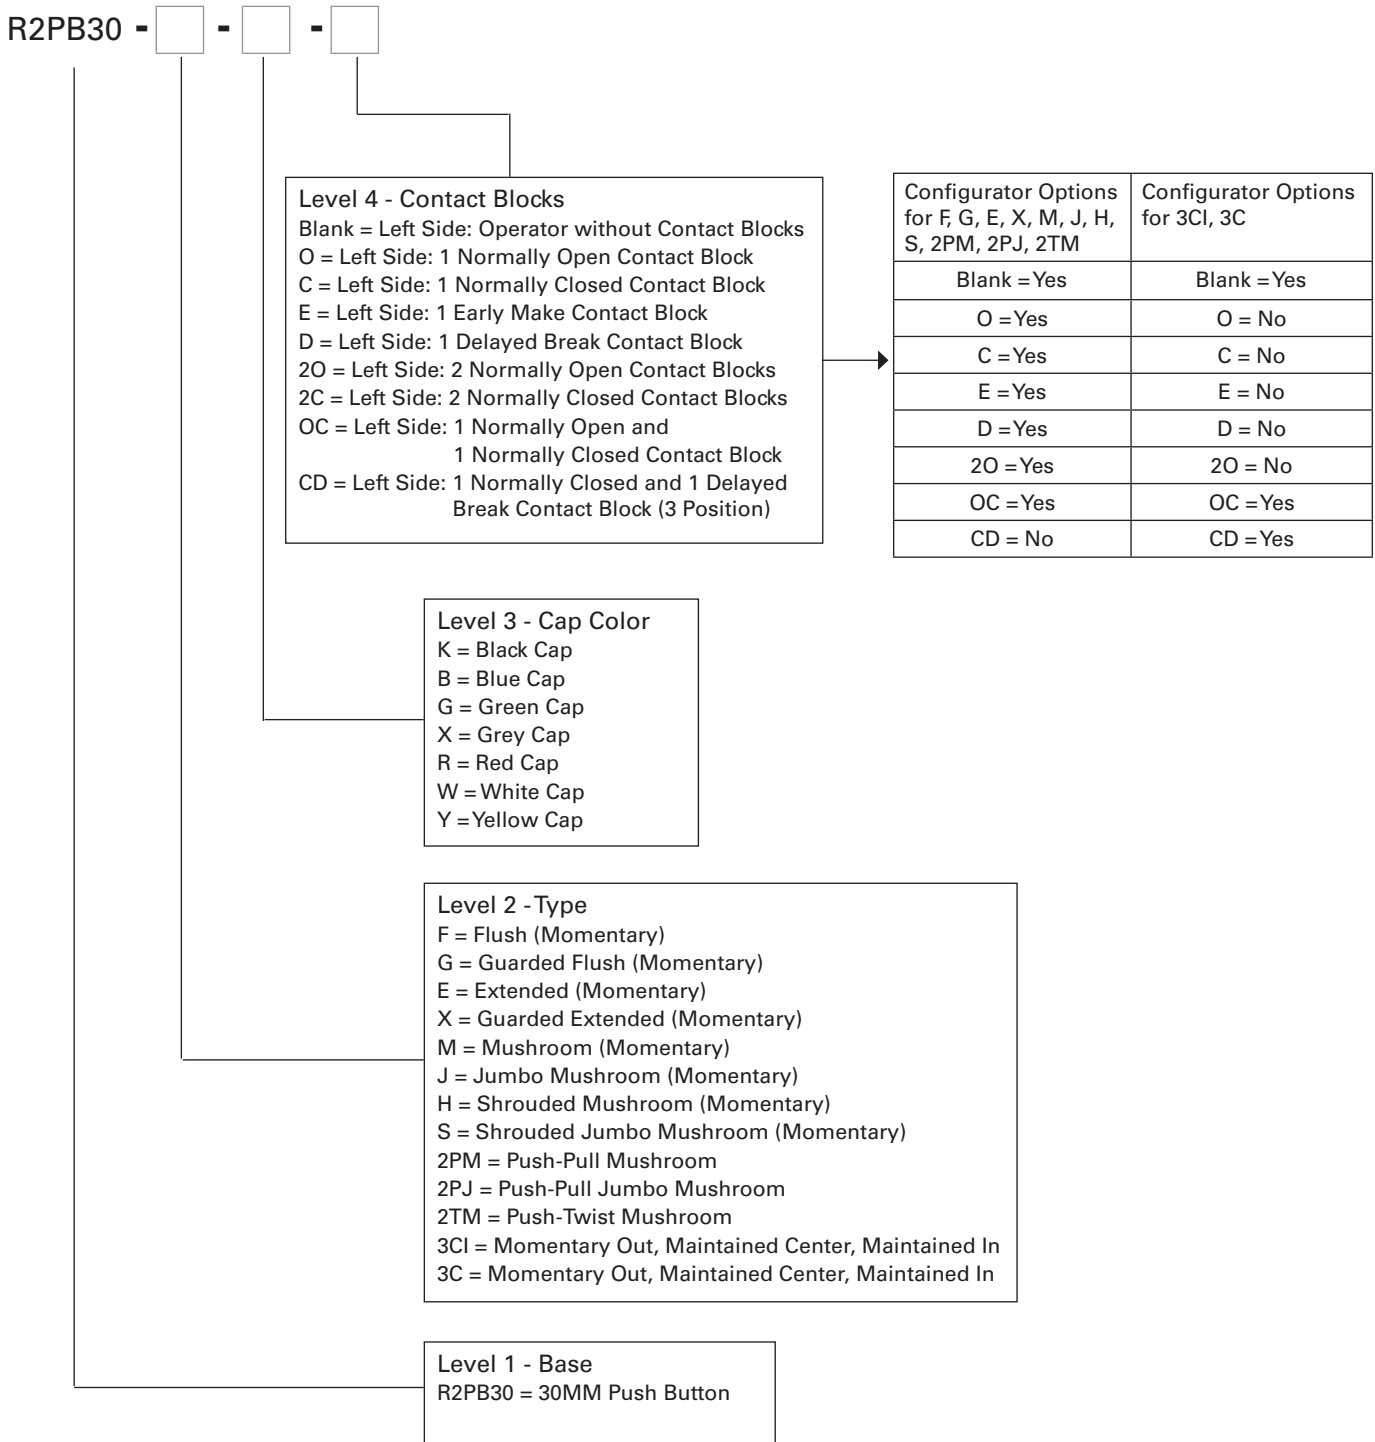 R2PB30 - - -
Level 4 - Contact Blocks
Blank = Left Side: Operator without Contact Blocks
O = Left Side: 1 Normally Open Contact Block
C = Left Side: 1 Normally Closed Contact Block
E = Left Side: 1 Early Make Contact Block
D = Left Side: 1 Delayed Break Contact Block
2O = Left Side: 2 Normally Open Contact Blocks
2C = Left Side: 2 Normally Closed Contact Blocks
OC = Left Side: 1 Normally Open and
1 Normally Closed Contact Block
CD = Left Side: 1 Normally Closed and 1 Delayed
Break Contact Block (3 Position)
Configurator Options
for F, G, E, X, M, J, H,
S, 2PM, 2PJ, 2TM
Configurator Options
for 3CI, 3C
Blank = Yes
Blank = Yes
O = Yes
O = No
C = Yes
C = No
E = Yes
E = No
D = Yes
D = No
2O = Yes
2O = No
OC = Yes
OC = Yes
CD = No
CD = Yes
Level 3 - Cap Color
K = Black Cap
B = Blue Cap
G = Green Cap
X = Grey Cap
R = Red Cap
W = White Cap
Y = Yellow Cap
Level 2 - Type
F = Flush (Momentary)
G = Guarded Flush (Momentary)
E = Extended (Momentary)
X = Guarded Extended (Momentary)
M = Mushroom (Momentary)
J = Jumbo Mushroom (Momentary)
H = Shrouded Mushroom (Momentary)
S = Shrouded Jumbo Mushroom (Momentary)
2PM = Push-Pull Mushroom
2PJ = Push-Pull Jumbo Mushroom
2TM = Push-Twist Mushroom
3CI = Momentary Out, Maintained Center, Maintained In
3C = Momentary Out, Maintained Center, Maintained In
Level 1 - Base
R2PB30 = 30MM Push Button